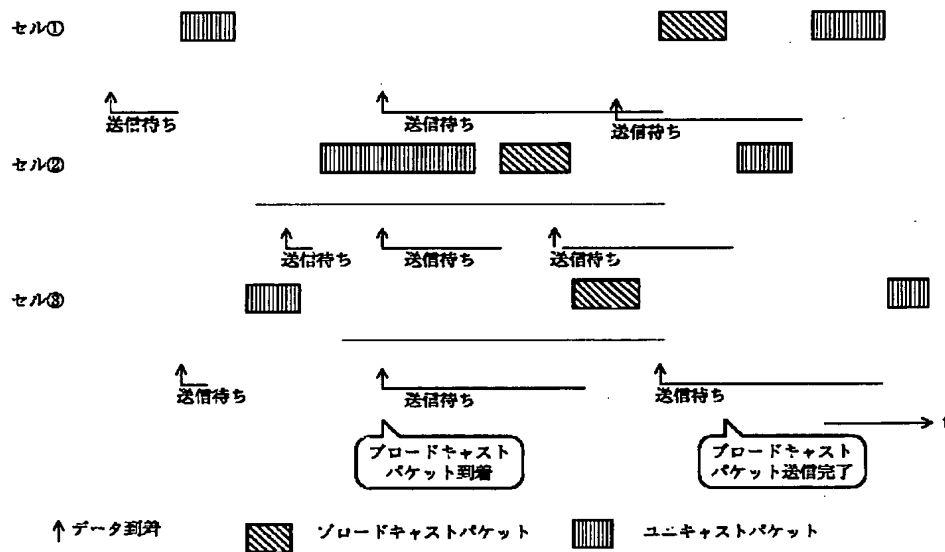 セル①
送信待ち
送信待ち
送信待ち
セル②
送信待ち
送信待ち
送信待ち
セル③
送信待ち
送信待ち
送信待ち
t
ブロードキャスト
パケット到着
ブロードキャスト
パケット送信完了
データ到着
ブロードキャストパケット
ユニキャストパケット